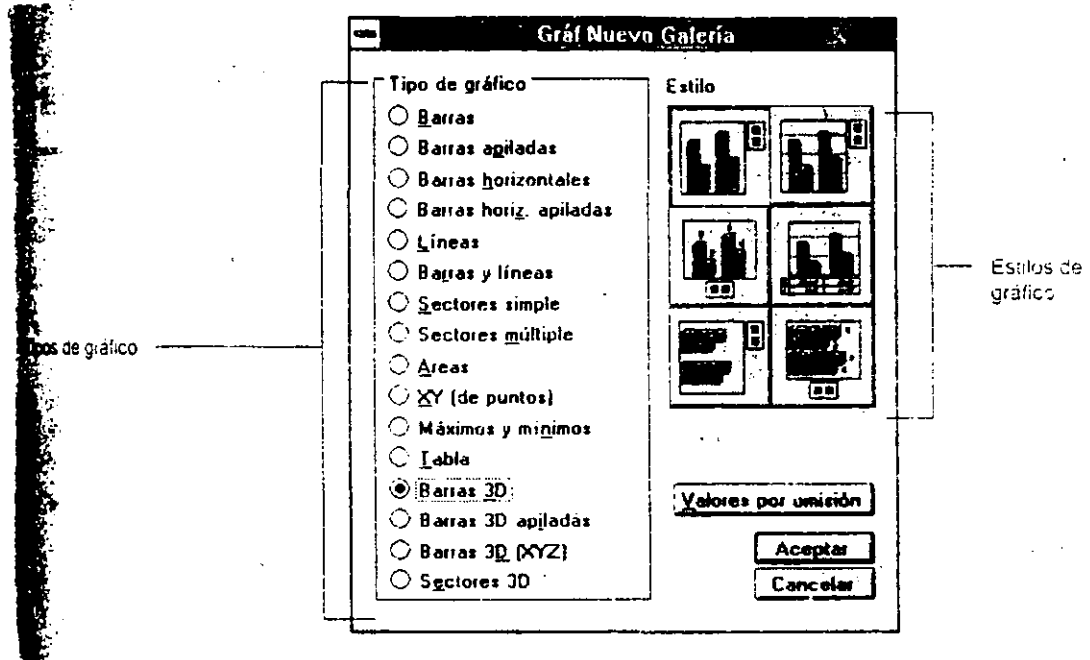 Gráf Nuevo Galería
Tipo de gráfico
Barras
Barras apiladas
Barras horizontales
Barras horiz. apiladas
Líneas
Barras y líneas
Sectores simple
Sectores múltiple
Areas
XY (de puntos)
Máximos y mínimos
Tabla
Barras 3D
Barras 3D apiladas
Barras 3D (XYZ)
Sectores 3D
Estilo
Valores por omisión
Aceptar
Cancelar
Tipos de gráfico
Estilos de
gráfico